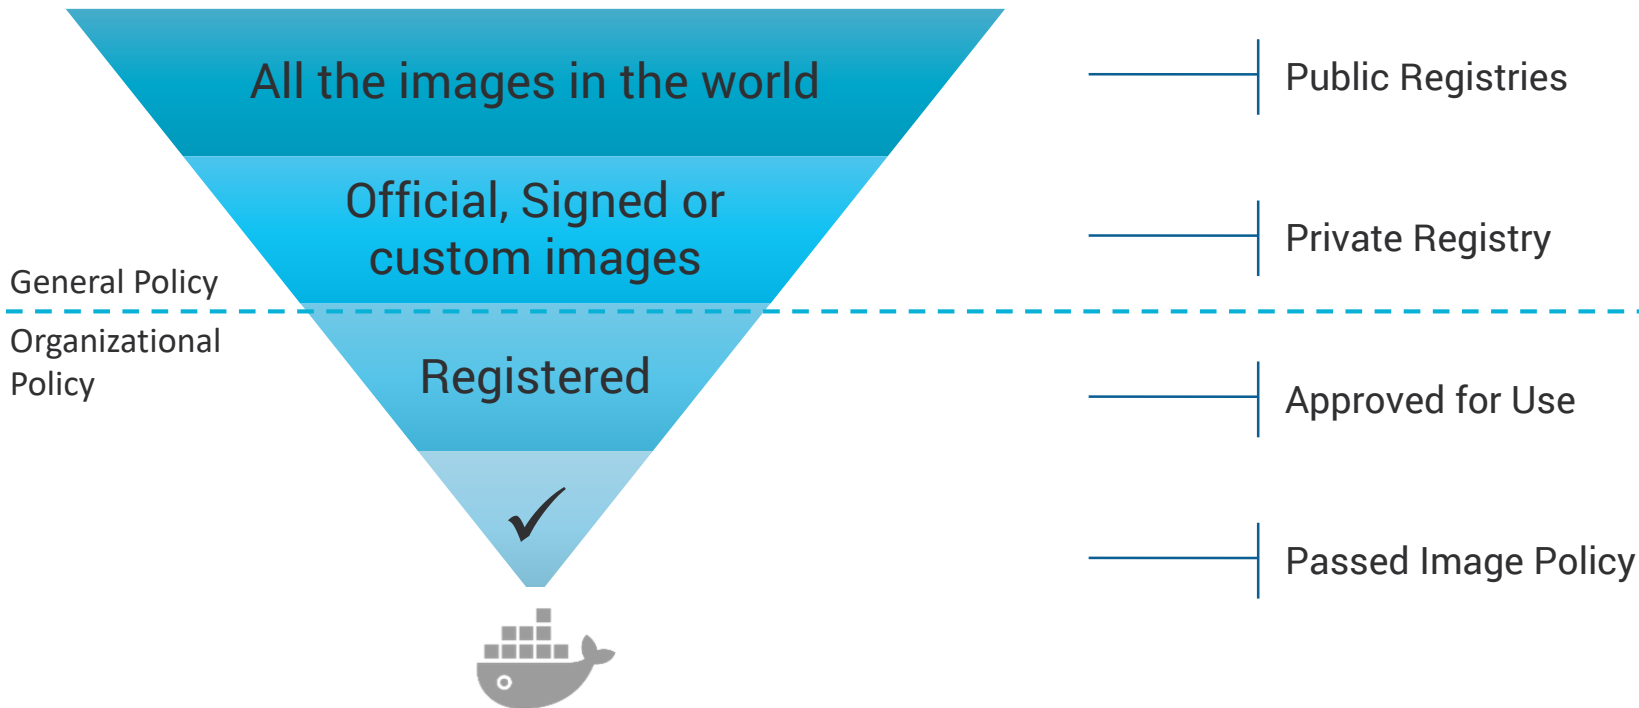 All the images in the world
Public Registries
Official, Signed or
custom images
Private Registry
General Policy
Organizational
Policy
Registered
Approved for Use
Passed Image Policy